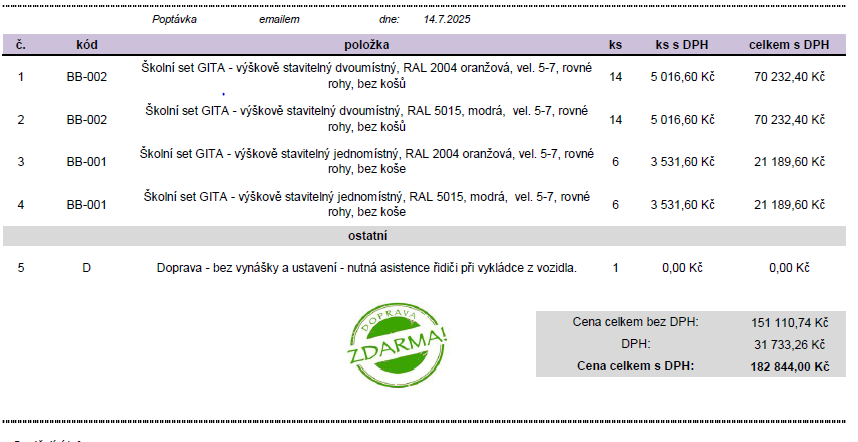 Poptávka emailem dne: 14.7.2025
č. kód položka ks ks s DPH celkem s DPH
1 BB-002 Školní set GITA - výškově stavitelný dvoumístný, RAL 2004 oranžová, vel. 5-7, rovné rohy, bez košů 14 5 016,60 Kč 70 232,40 Kč
2 BB-002 Školní set GITA - výškově stavitelný dvoumístný, RAL 5015, modrá, vel. 5-7, rovné rohy, bez košů 14 5 016,60 Kč 70 232,40 Kč
3 BB-001 Školní set GITA - výškově stavitelný jednomístný, RAL 2004 oranžová, vel. 5-7, rovné rohy, bez koše 6 3 531,60 Kč 21 189,60 Kč
4 BB-001 Školní set GITA - výškově stavitelný jednomístný, RAL 5015, modrá, vel. 5-7, rovné rohy, bez koše 6 3 531,60 Kč 21 189,60 Kč
ostatní
5 D Doprava - bez vynášky a ustavení - nutná asistence řidiči při vykládce z vozidla. 1 0,00 Kč 0,00 Kč
DOPRAVA
ZDARMA!
Cena celkem bez DPH: 151 110,74 Kč
DPH: 31 733,26 Kč
Cena celkem s DPH: 182 844,00 Kč